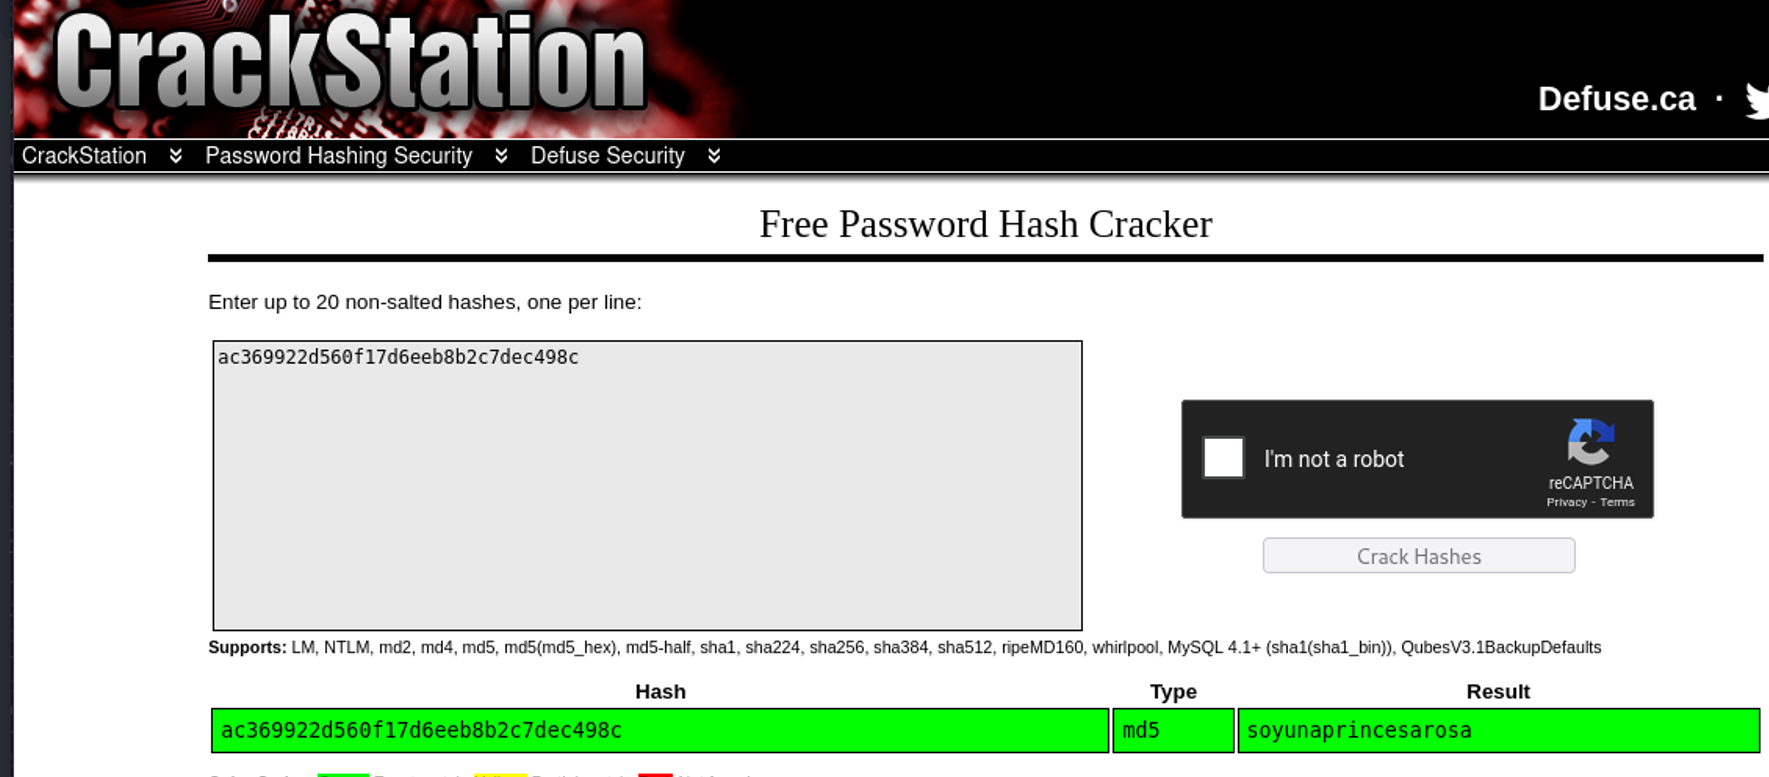 CrackStation
Defuse.ca ·
CrackStation Password Hashing Security Defuse Security
Free Password Hash Cracker
Enter up to 20 non-salted hashes, one per line:
ac369922d560f17d6eeb8b2c7dec498c
I'm not a robot
reCAPTCHA
Privacy - Terms
Crack Hashes
Supports: LM, NTLM, md2, md4, md5, md5(md5_hex), md5-half, sha1, sha224, sha256, sha384, sha512, ripeMD160, whirlpool, MySQL 4.1+ (sha1(sha1_bin)), QubesV3.1BackupDefaults
Hash Type Result
ac369922d560f17d6eeb8b2c7dec498c md5 soyunaprincesarosa